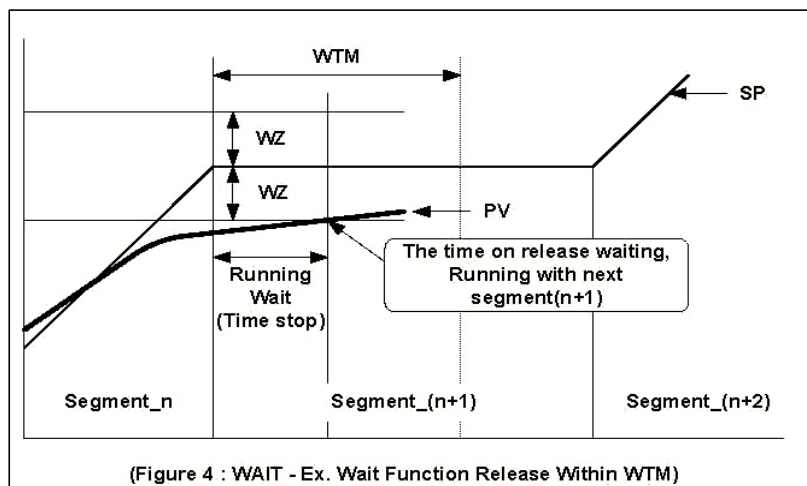 WTM
SP
WZ
WZ
PV
The time on release waiting,
Running with next
segment(n+1)
Running
Wait
(Time stop)
Segment_n
Segment_(n+1)
Segment_(n+2)
(Figure 4 : WAIT - Ex. Wait Function Release Within WTM)